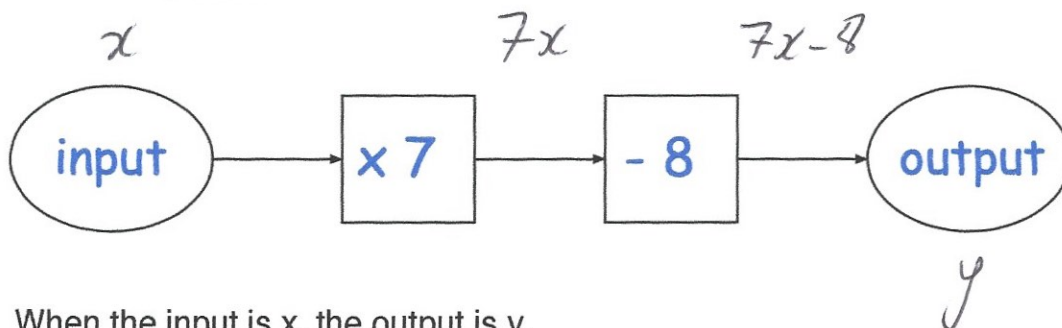 x 7x 7x-8
input x 7 - 8 output
y
When the input is x, the output is y